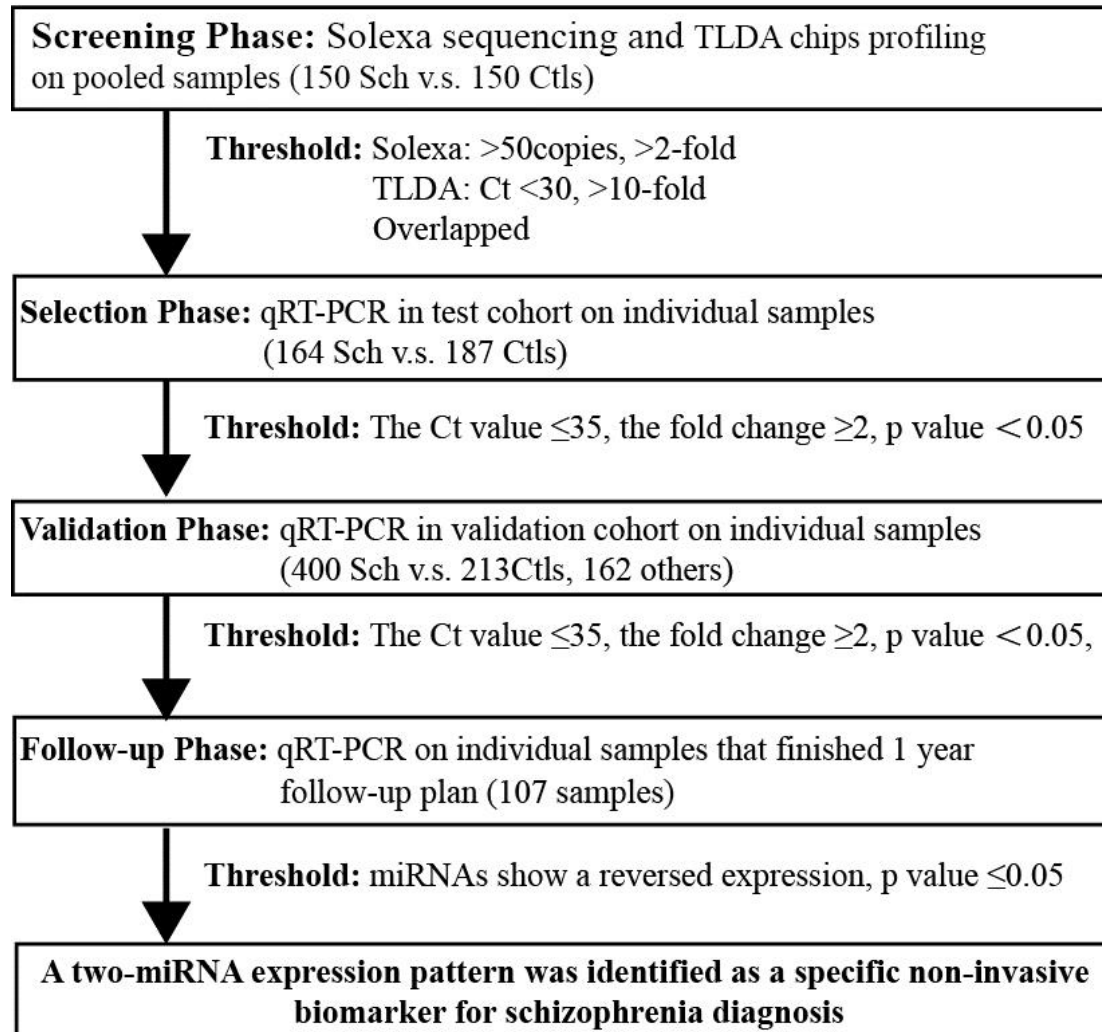 Screening Phase: Solexa sequencing and TLDA chips profiling
on pooled samples (150 Sch v.s. 150 Ctls)
Threshold: Solexa: >50copies, >2-fold
TLDA: Ct <30, >10-fold
Overlapped
Selection Phase: qRT-PCR in test cohort on individual samples
(164 Sch v.s. 187 Ctls)
Threshold: The Ct value ≤35, the fold change ≥2, p value ＜0.05
Validation Phase: qRT-PCR in validation cohort on individual samples
(400 Sch v.s. 213Ctls, 162 others)
Threshold: The Ct value ≤35, the fold change ≥2, p value ＜0.05,
Follow-up Phase: qRT-PCR on individual samples that finished 1 year
follow-up plan (107 samples)
Threshold: miRNAs show a reversed expression, p value ≤0.05
A two-miRNA expression pattern was identified as a specific non-invasive
biomarker for schizophrenia diagnosis